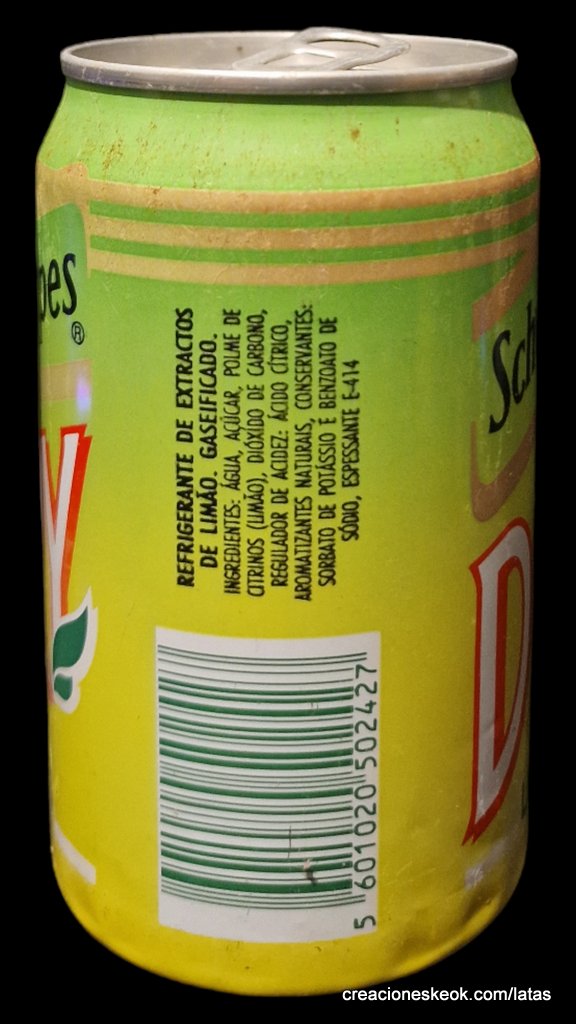 pes®
Y
REFRIGERANTE DE EXTRACTOS
DE LIMÃO. GASEIFICADO.
INGREDIENTES: ÁGUA, AÇÚCAR, POLME DE
CITRINOS (LIMÃO), DIÓXIDO DE CARBONO,
REGULADOR DE ACIDEZ: ÁCIDO CÍTRICO,
AROMATIZANTES NATURAIS, CONSERVANTES:
SORBATO DE POTÁSSIO E BENZOATO DE
SÓDIO, ESPESSANTE E-414
5 601020 502427
Sch
D
creacioneskeok.com/latas